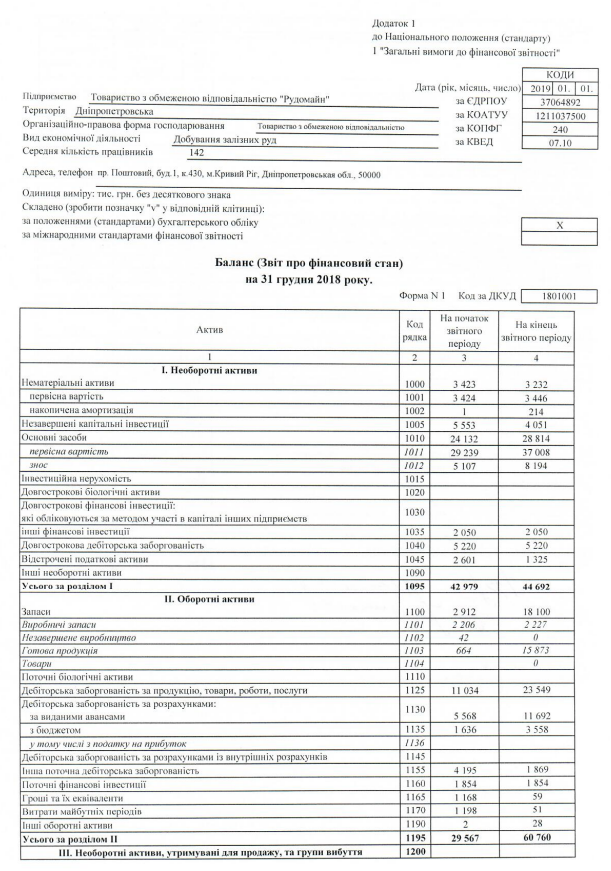 Додаток 1
до Національного положення (стандарту)
1 "Загальні вимоги до фінансової звітності"
КОДИ
Дата (рік, місяць, число) 2019 01. 01.
Підприємство Товариство з обмеженою відповідальністю "Рудомайн" за ЄДРПОУ 37064892
Територія Дніпропетровська за КОАТУУ 1211037500
Організаційно-правова форма господарювання Товариство з обмеженою відповідальністю за КОПФГ 240
Вид економічної діяльності Добування залізних руд за КВЕД 07.10
Середня кількість працівників 142
Адреса, телефон пр. Поштовий, буд.1, к.430, м.Кривий Ріг, Дніпропетровська обл., 50000
Одиниця виміру: тис. грн. без десяткового знака
Складено (зробити позначку "v" у відповідній клітинці):
за положеннями (стандартами) бухгалтерського обліку X
за міжнародними стандартами фінансової звітності
Баланс (Звіт про фінансовий стан)
на 31 грудня 2018 року.
Форма N 1 Код за ДКУД 1801001
Актив Код рядка На початок звітного періоду На кінець звітного періоду
1 2 3 4
I. Необоротні активи
Нематеріальні активи 1000 3 423 3 232
первісна вартість 1001 3 424 3 446
накопичена амортизація 1002 1 214
Незавершені капітальні інвестиції 1005 5 553 4 051
Основні засоби 1010 24 132 28 814
первісна вартість 1011 29 239 37 008
знос 1012 5 107 8 194
Інвестиційна нерухомість 1015
Довгострокові біологічні активи 1020
Довгострокові фінансові інвестиції:
які обліковуються за методом участі в капіталі інших підприємств 1030
інші фінансові інвестиції 1035 2 050 2 050
Довгострокова дебіторська заборгованість 1040 5 220 5 220
Відстрочені податкові активи 1045 2 601 1 325
Інші необоротні активи 1090
Усього за розділом I 1095 42 979 44 692
II. Оборотні активи
Запаси 1100 2 912 18 100
Виробничі запаси 1101 2 206 2 227
Незавершене виробництво 1102 42 0
Готова продукція 1103 664 15 873
Товари 1104 0
Поточні біологічні активи 1110
Дебіторська заборгованість за продукцію, товари, роботи, послуги 1125 11 034 23 549
Дебіторська заборгованість за розрахунками:
за виданими авансами 1130 5 568 11 692
з бюджетом 1135 1 636 3 558
у тому числі з податку на прибуток 1136
Дебіторська заборгованість за розрахунками із внутрішніх розрахунків 1145
Інша поточна дебіторська заборгованість 1155 4 195 1 869
Поточні фінансові інвестиції 1160 1 854 1 854
Гроші та їх еквіваленти 1165 1 168 59
Витрати майбутніх періодів 1170 1 198 51
Інші оборотні активи 1190 2 28
Усього за розділом II 1195 29 567 60 760
III. Необоротні активи, утримувані для продажу, та групи вибуття 1200